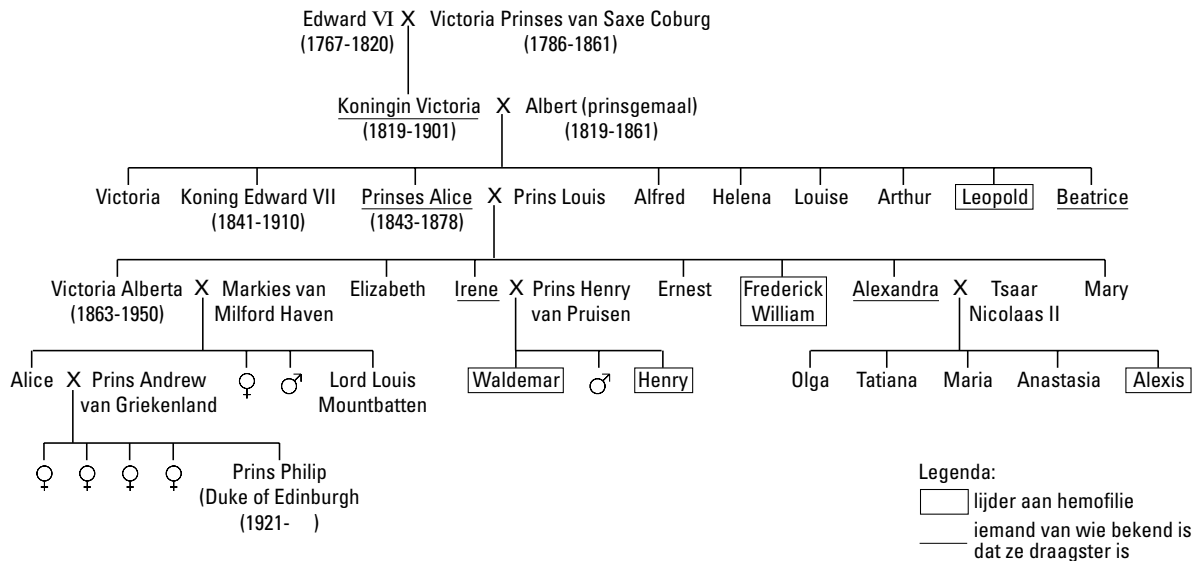 Edward VI X Victoria Prinses van Saxe Coburg
(1767-1820) (1786-1861)
Koningin Victoria X Albert (prinsgemaal)
(1819-1901) (1819-1861)
Victoria Koning Edward VII Prinses Alice X Prins Louis Alfred Helena Louise Arthur Leopold Beatrice
(1841-1910) (1843-1878)
Victoria Alberta X Markies van Elizabeth Irene X Prins Henry Ernest Frederick Alexandra X Tsaar Mary
(1863-1950) Milford Haven van Pruisen William Nicolaas II
Alice X Prins Andrew ♀ ♂ Lord Louis Waldemar ♂ Henry Olga Tatiana Maria Anastasia Alexis
van Griekenland Mountbatten
♀ ♀ ♀ ♀ Prins Philip
(Duke of Edinburgh
(1921- )
Legenda:
lijder aan hemofilie
iemand van wie bekend is
dat ze draagster is